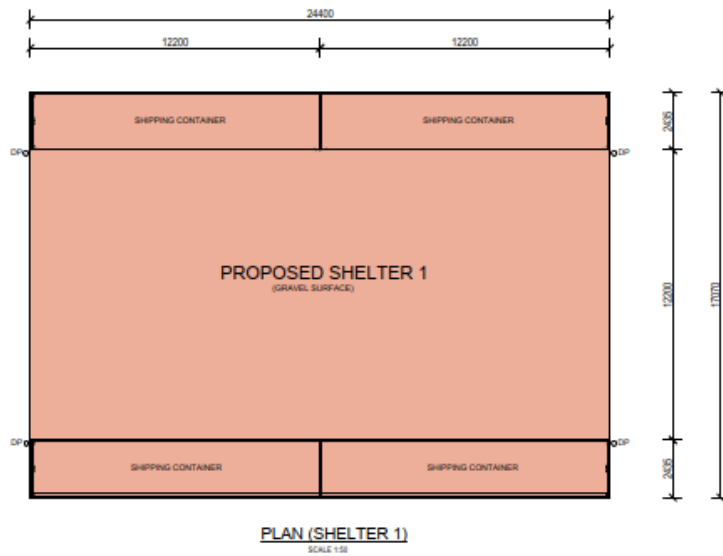 24400
12200
12200
SHIPPING CONTAINER
SHIPPING CONTAINER
2435
DP
DP
PROPOSED SHELTER 1
(GRAVEL SURFACE)
12200
17070
DP
DP
SHIPPING CONTAINER
SHIPPING CONTAINER
2435
PLAN (SHELTER 1)
SCALE 1:50